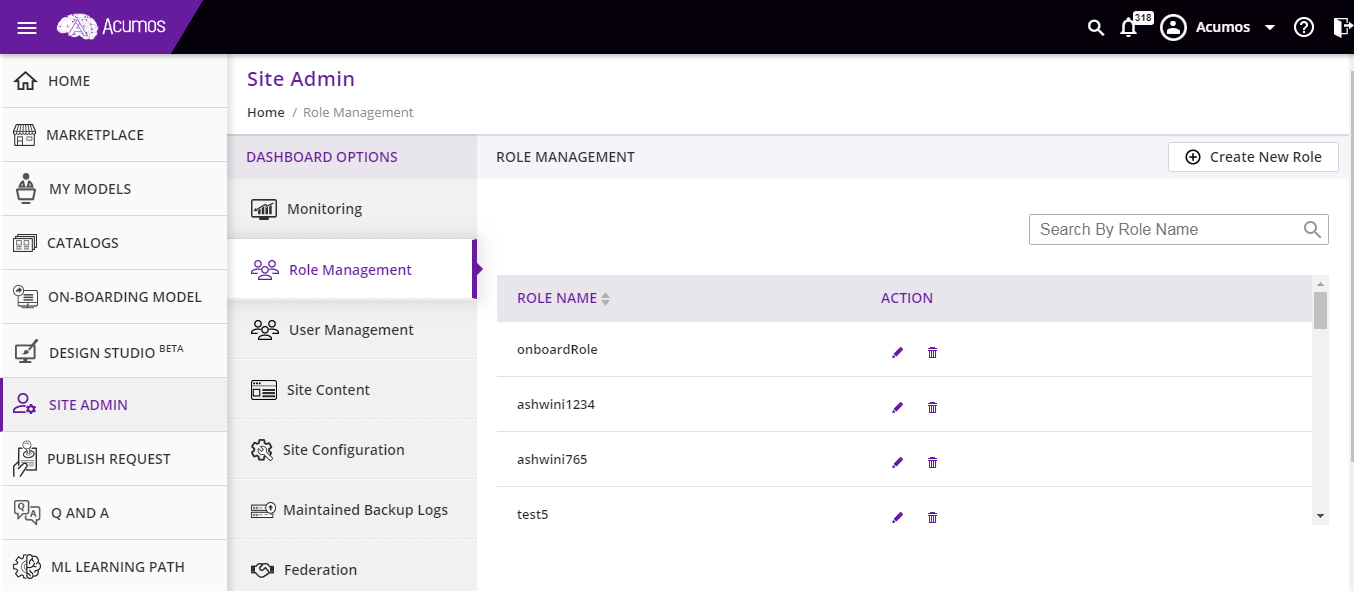 Acumos
318
Acumos
HOME
MARKETPLACE
MY MODELS
CATALOGS
ON-BOARDING MODEL
DESIGN STUDIO BETA
SITE ADMIN
PUBLISH REQUEST
Q AND A
ML LEARNING PATH
Site Admin
Home / Role Management
DASHBOARD OPTIONS
Monitoring
Role Management
User Management
Site Content
Site Configuration
Maintained Backup Logs
Federation
ROLE MANAGEMENT
Create New Role
Search By Role Name
ROLE NAME ACTION
onboardRole
ashwini1234
ashwini765
test5